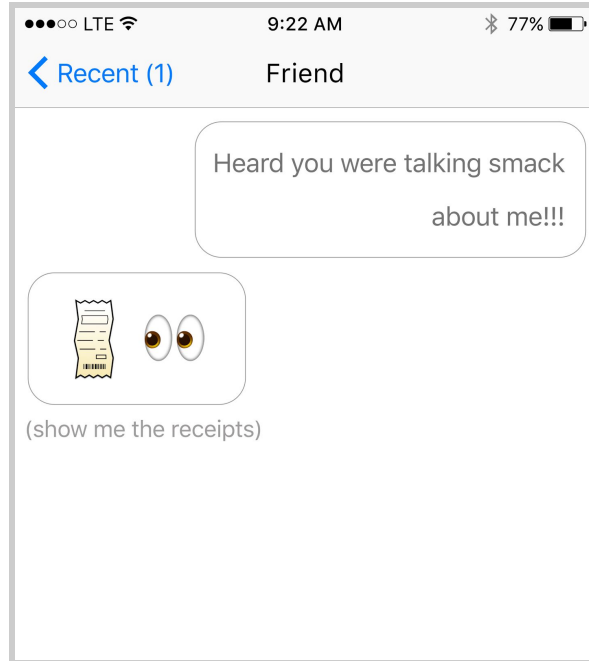 LTE 9:22 AM 77%
Recent (1) Friend
Heard you were talking smack
about me!!!
(show me the receipts)